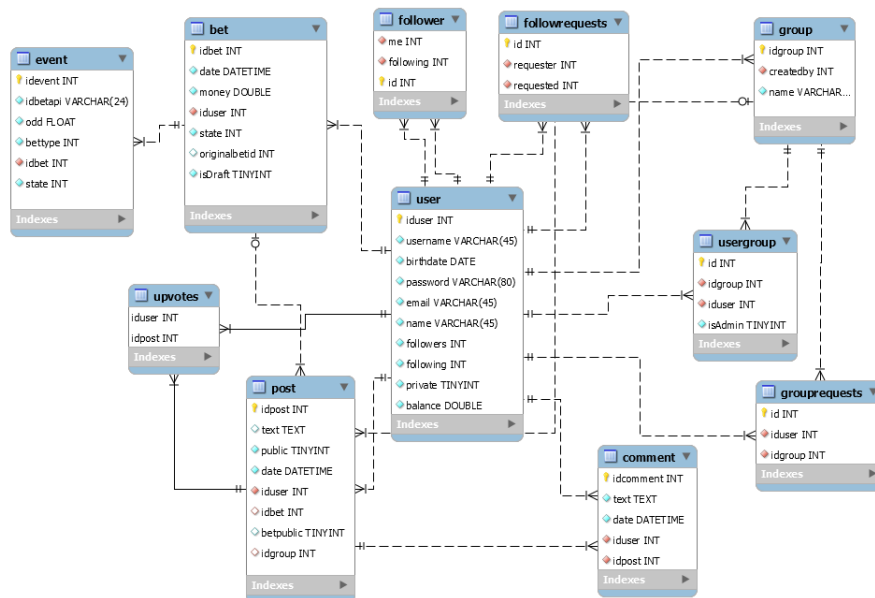 event
idevent INT
idbetapi VARCHAR(24)
odd FLOAT
bettype INT
idbet INT
state INT
Indexes
bet
idbet INT
date DATETIME
money DOUBLE
iduser INT
state INT
originalbetid INT
isDraft TINYINT
Indexes
follower
me INT
following INT
id INT
Indexes
followrequests
id INT
requester INT
requested INT
Indexes
group
idgroup INT
createdby INT
name VARCHAR...
Indexes
user
iduser INT
username VARCHAR(45)
birthdate DATE
password VARCHAR(80)
email VARCHAR(45)
name VARCHAR(45)
followers INT
following INT
private TINYINT
balance DOUBLE
Indexes
usergroup
id INT
idgroup INT
iduser INT
isAdmin TINYINT
Indexes
upvotes
iduser INT
idpost INT
Indexes
post
idpost INT
text TEXT
public TINYINT
date DATETIME
iduser INT
idbet INT
betpublic TINYINT
idgroup INT
Indexes
grouprequests
id INT
iduser INT
idgroup INT
Indexes
comment
idcomment INT
text TEXT
date DATETIME
iduser INT
idpost INT
Indexes